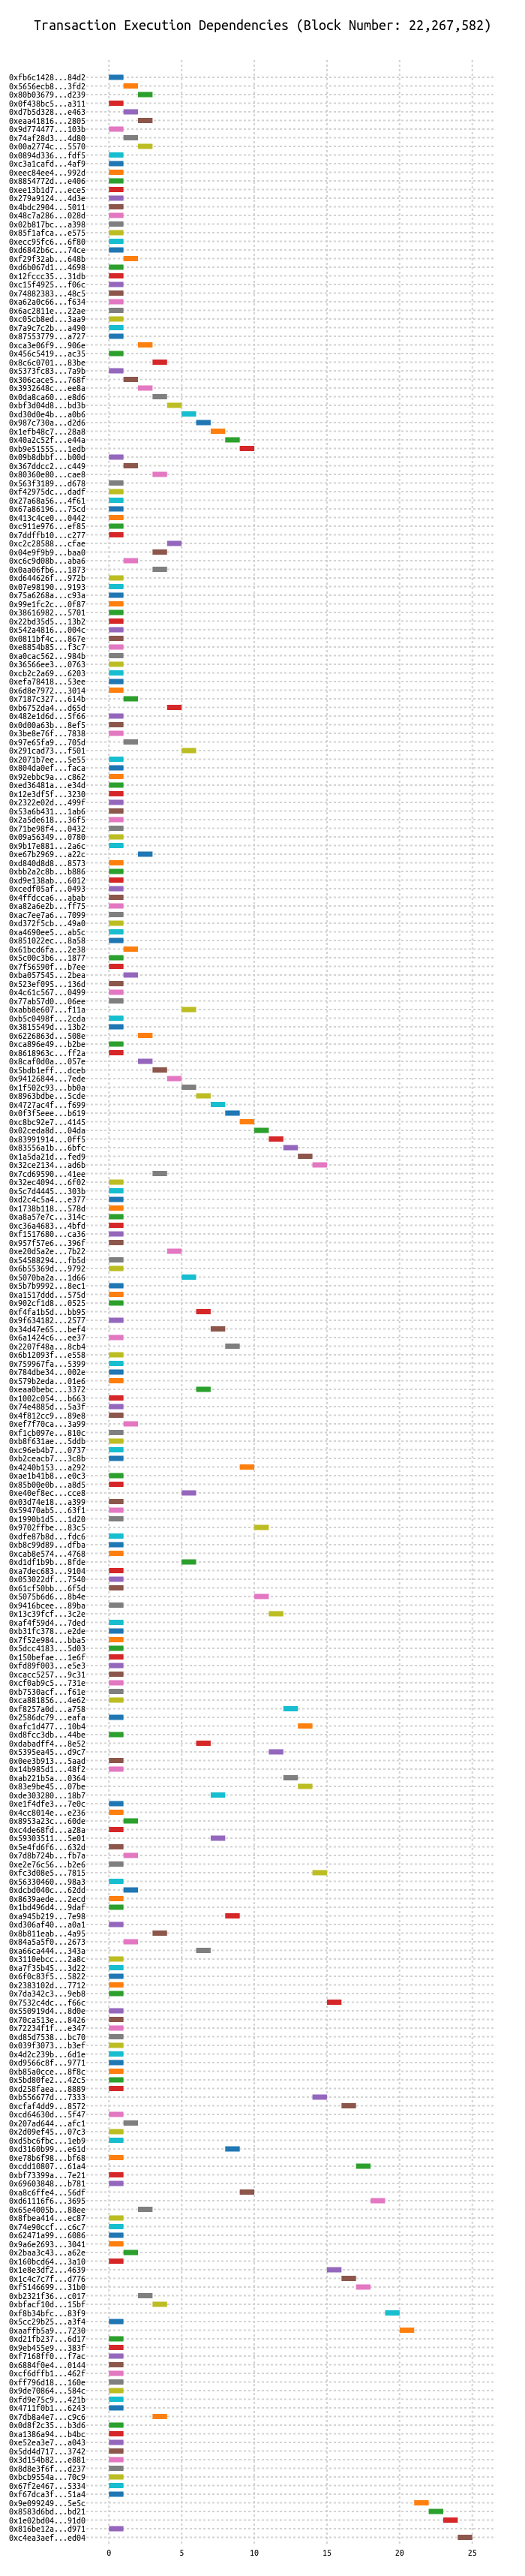 Transaction Execution Dependencies (Block Number: 22,267,582)
0xfb6c1428...84d2
0x5656ecb8...3fd2
0x80b03679...d239
0x0f438bc5...a311
0xd7b5d328...e463
0xeaa41816...2805
0x9d774477...103b
0x74af28d3...4d80
0x00a2774c...5570
0x0894d336...fdf5
0xc3a1cafd...4af9
0xeec84ee4...992d
0x8854772d...e406
0xee13b1d7...ece5
0x279a9124...4d3e
0x4bdc2904...5011
0x48c7a286...028d
0x02b817bc...a398
0x85f1afca...e575
0xecc95fc6...6f80
0xd6842b6c...74ce
0xf29f32ab...648b
0xd6b067d1...4698
0x12fccc35...31db
0xc15f4925...f06c
0x74882383...48c5
0xa62a0c66...f634
0x6ac2811e...22ae
0xc05cb8ed...3aa9
0x7a9c7c2b...a490
0x87553779...a727
0xca3e06f9...906e
0x456c5419...ac35
0x8c6c0701...83be
0x5373fc83...7a9b
0x306cace5...768f
0x3932648c...ee8a
0x0da8ca60...e8d6
0xbf3d04d8...bd3b
0xd30d0e4b...a0b6
0x987c730a...d2d6
0x1efb48c7...28a8
0x40a2c52f...e44a
0xb9e51555...1edb
0x09b8dbbf...b00d
0x367ddcc2...c449
0x80360e80...cae8
0x563f3189...d678
0xf42975dc...dadf
0x27a68a56...4f61
0x67a86196...75cd
0x413c4ce0...0442
0xc911e976...ef85
0x7ddffb10...c277
0xc2c28588...cfae
0x04e9f9b9...baa0
0xc6c9d08b...aba6
0x0aa06fb6...1873
0xd644626f...972b
0x07e98190...9193
0x75a6268a...c93a
0x99e1fc2c...0f87
0x38616982...5701
0x22bd35d5...13b2
0x542a4816...004c
0x0811bf4c...867e
0xe8854b85...f3c7
0xa0cac562...984b
0x36566ee3...0763
0xcb2c2a69...6203
0xefa78418...53ee
0x6d8e7972...3014
0x7187c327...614b
0xb6752da4...d65d
0x482e1d6d...5f66
0x0d00a63b...8ef5
0x3be8e76f...7838
0x97e65fa9...705d
0x291cad73...f501
0x2071b7ee...5e55
0x804da0ef...faca
0x92ebbc9a...c862
0xed36481a...e34d
0x12e3df5f...3230
0x2322e02d...499f
0x53a6b431...1ab6
0x2a5de618...36f5
0x71be98f4...0432
0x09a56349...0780
0x9b17e881...2a6c
0xe67b2969...a22c
0xd840d8d8...8573
0xbb2a2c8b...b886
0xd9e138ab...6012
0xcedf05af...0493
0x4ffdcca6...abab
0xa82a6e2b...ff75
0xac7ee7a6...7099
0xd372f5cb...49a0
0xa4690ee5...ab5c
0x851022ec...8a58
0x61bcd6fa...2e38
0x5c00c3b6...1877
0x7f56590f...b7ee
0xba057545...2bea
0x523ef095...136d
0x4c61c567...0499
0x77ab57d0...06ee
0xabb8e607...f11a
0xb5c0498f...2cda
0x3815549d...13b2
0x6226863d...508e
0xca896e49...b2be
0x8618963c...ff2a
0x8caf0d0a...057e
0x5bdb1eff...dceb
0x94126844...7ede
0x1f502c93...bb0a
0x8963bdbe...5cde
0x4727ac4f...f699
0x0f3f5eee...b619
0xc8bc92e7...4145
0x02ceda8d...04da
0x83991914...0ff5
0x83556a1b...6bfc
0x1a5da21d...fed9
0x32ce2134...ad6b
0x7cd69590...41ee
0x32ec4094...6f02
0x5c7d4445...303b
0xd2c4c5a4...e377
0x1738b118...578d
0xa8a57e7c...314c
0xc36a4683...4bfd
0xf1517680...ca36
0x957f57e6...396f
0xe20d5a2e...7b22
0x54588294...fb5d
0x6b55369d...9792
0x5070ba2a...1d66
0x5b7b9992...8ec1
0xa1517ddd...575d
0x902cf1d8...0525
0xf4fa1b5d...bb95
0x9f634182...2577
0x34d47e65...bef4
0x6a1424c6...ee37
0x2207f48a...8cb4
0x6b12093f...e558
0x759967fa...5399
0x784dbe34...002e
0x579b2eda...01e6
0xeaa0bebc...3372
0x1002c054...b663
0x74e4885d...5a3f
0x4f812cc9...89e8
0xef7f70ca...3a99
0xf1cb097e...810c
0xb8f631ae...5ddb
0xc96eb4b7...0737
0xb2ceacb7...3c8b
0x4240b153...a292
0xae1b41b8...e0c3
0x85b00e0b...a8d5
0xe40ef8ec...cce8
0x03d74e18...a399
0x59470ab5...63f1
0x1990b1d5...1d20
0x9702ffbe...83c5
0xdfe87b8d...fdc6
0xb8c99d89...dfba
0xcab8e574...4768
0xd1df1b9b...8fde
0xa7dec683...9104
0x053022df...7540
0x61cf50bb...6f5d
0x5075b6d6...8b4e
0x9416bcee...89ba
0x13c39fcf...3c2e
0xaf4f59d4...7ded
0xb31fc378...e2de
0x7f52e984...bba5
0x5dcc4183...5d03
0x150befae...1e6f
0xfd89f003...e5e3
0xcacc5257...9c31
0xcf0ab9c5...731e
0xb7530acf...f61e
0xca881856...4e62
0xf8257a0d...a758
0x2586dc79...eafa
0xafc1d477...10b4
0xd8fcc3db...44be
0xdabadff4...8e52
0x5395ea45...d9c7
0x0ee3b913...5aad
0x14b985d1...48f2
0xab221b5a...0364
0x83e9be45...07be
0xde303280...18b7
0xe1f4dfe3...7e0c
0x4cc8014e...e236
0x8953a23c...60de
0xc4de68fd...a28a
0x59303511...5e01
0x5e4fd6f6...632d
0x7d8b724b...fb7a
0xe2e76c56...b2e6
0xfc3d08e5...7815
0x56330460...98a3
0xdcbd040c...62dd
0x8639aede...2ecd
0x1bd496d4...9daf
0xa945b219...7e98
0xd306af40...a0a1
0x8b811eab...4a95
0x84a5a5f0...2673
0xa66ca444...343a
0x3110ebcc...2a8c
0xa7f35b45...3d22
0x6f0c83f5...5822
0x2383102d...7712
0x7da342c3...9eb8
0x7532c4dc...f66c
0x550919d4...8d0e
0x70ca513e...8426
0x72234f1f...e347
0xd85d7538...bc70
0x039f3073...b3ef
0x4d2c239b...6d1e
0xd9566c8f...9771
0xb85a0cce...8f8c
0x5bd80fe2...42c5
0xd258faea...8889
0xb556677d...7333
0xcfaf4dd9...8572
0xcd64630d...5f47
0x207ad644...afc1
0x2d09ef45...07c3
0xd5bc6fbc...1eb9
0xd3160b99...e61d
0xe78b6f98...bf68
0xcdd10807...61a4
0xbf73399a...7e21
0x69603848...b781
0xa8c6ffe4...56df
0xd61116f6...3695
0x65e4005b...88ee
0x8fbea414...ec87
0x74e90ccf...c6c7
0x62471a99...6086
0x9a6e2693...3041
0x2baa3c43...a62e
0x160bcd64...3a10
0x1e8e3df2...4639
0x1c4c7c7f...d776
0xf5146699...31b0
0xb2321f36...c017
0xbfacf10d...15bf
0xf8b34bfc...83f9
0x5cc29b25...a3f4
0xaaffb5a9...7230
0xd21fb237...6d17
0x9eb455e9...383f
0xf7168ff0...f7ac
0x6884f0e4...0144
0xcf6dffb1...462f
0xff796d18...160e
0x9de70864...584c
0xfd9e75c9...421b
0x4711f0b1...6243
0x7db8a4e7...c9c6
0x0d8f2c35...b3d6
0xa1386a94...b4bc
0xe52ea3e7...a043
0x5dd4d717...3742
0x3d154b82...e881
0x8d8e3f6f...d237
0xbcb9554a...70c9
0x67f2e467...5334
0xf67dca3f...51a4
0x9e099249...5e5c
0x8583d6bd...bd21
0x1e02bd04...91d0
0x816be12a...d971
0xc4ea3aef...ed04
0 5 10 15 20 25